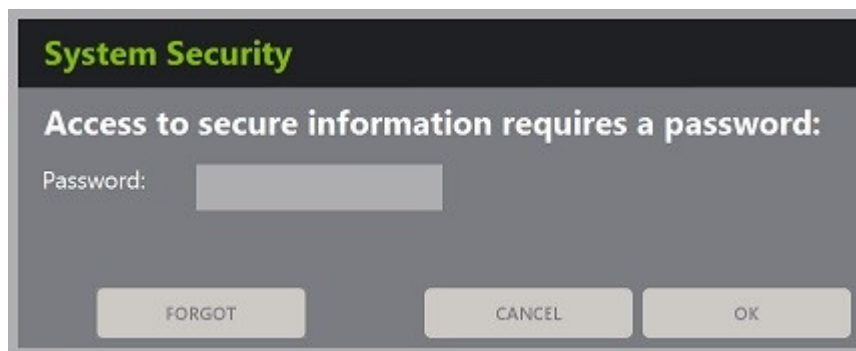 System Security
Access to secure information requires a password:
Password:
FORGOT CANCEL OK